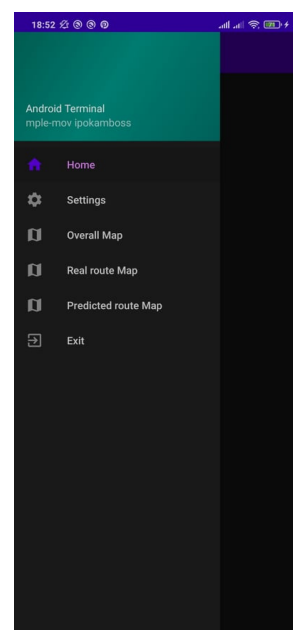 18:52
Android Terminal
mple-mov ipokamboss
Home
Settings
Overall Map
Real route Map
Predicted route Map
Exit